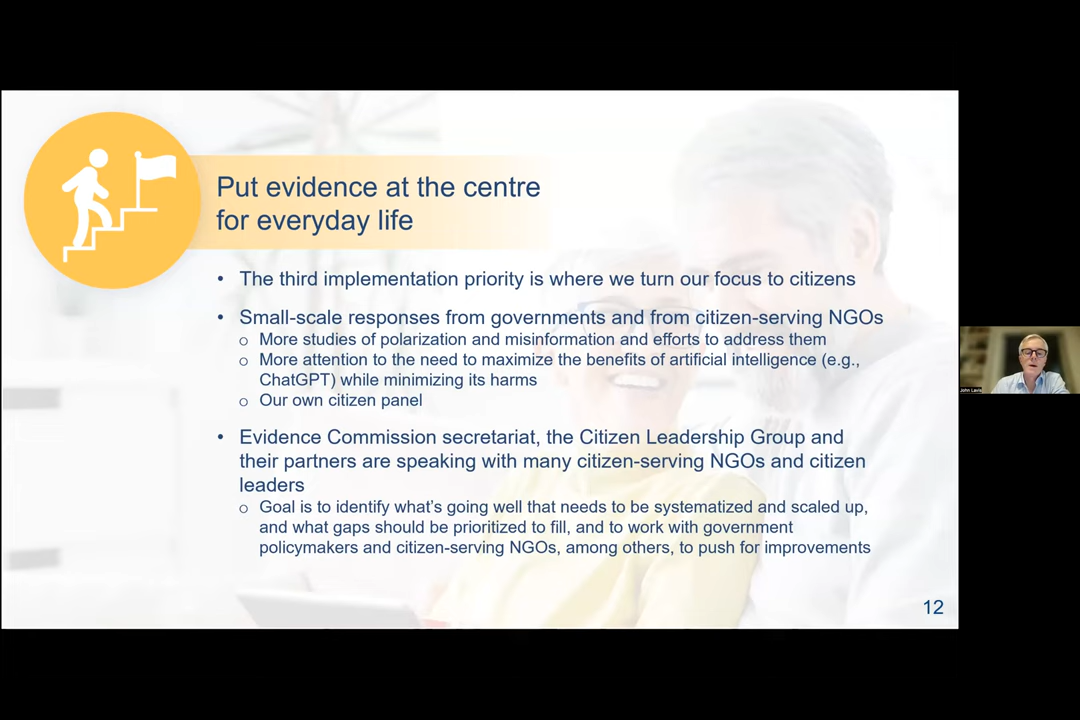 Put evidence at the centre
for everyday life
• The third implementation priority is where we turn our focus to citizens
• Small-scale responses from governments and from citizen-serving NGOs
o More studies of polarization and misinformation and efforts to address them
o More attention to the need to maximize the benefits of artificial intelligence (e.g.,
ChatGPT) while minimizing its harms
o Our own citizen panel
• Evidence Commission secretariat, the Citizen Leadership Group and
their partners are speaking with many citizen-serving NGOs and citizen
leaders
o Goal is to identify what’s going well that needs to be systematized and scaled up,
and what gaps should be prioritized to fill, and to work with government
policymakers and citizen-serving NGOs, among others, to push for improvements
12
John Lavis